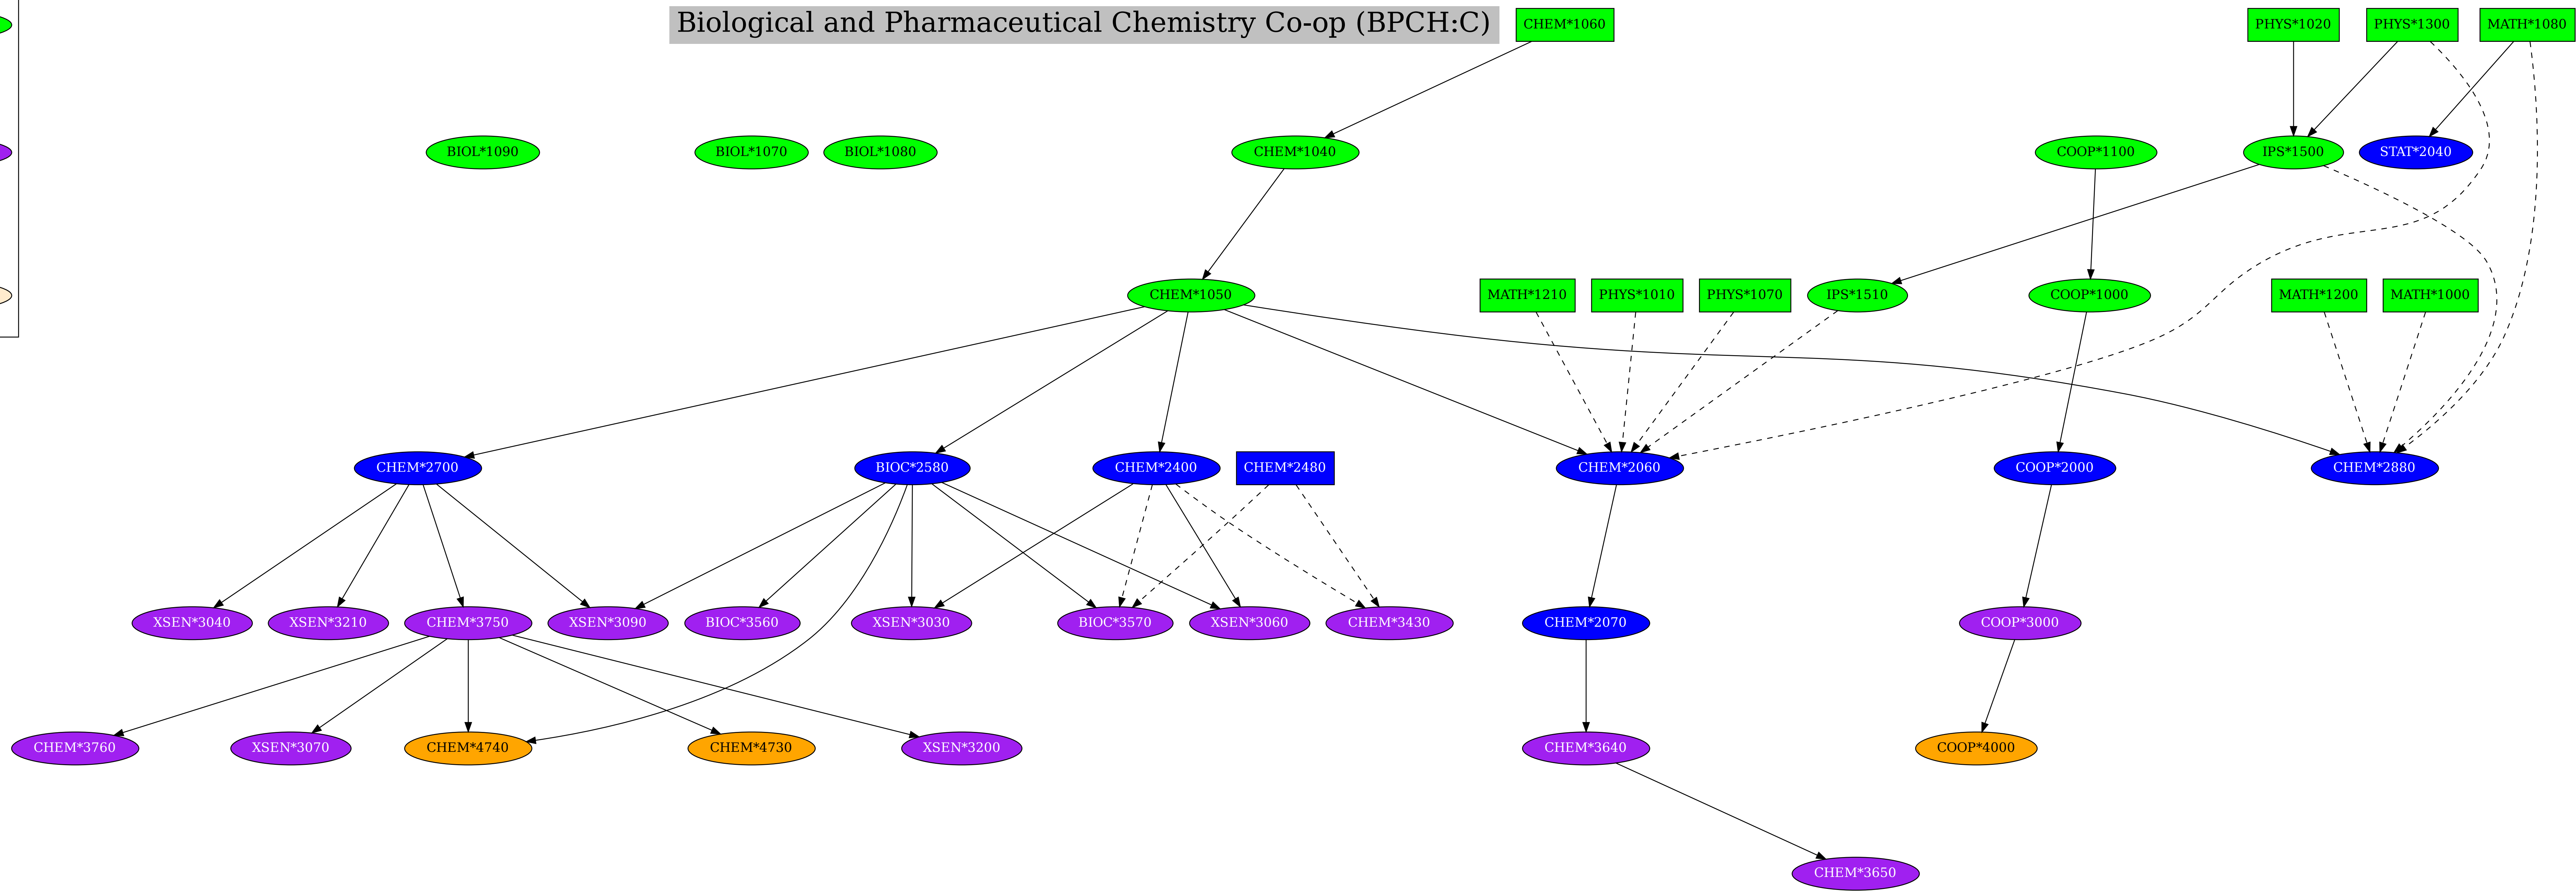 Biological and Pharmaceutical Chemistry Co-op (BPCH:C)
CHEM*1060
PHYS*1020
PHYS*1300
MATH*1080
BIOL*1090
BIOL*1070
BIOL*1080
CHEM*1040
COOP*1100
IPS*1500
STAT*2040
CHEM*1050
MATH*1210
PHYS*1010
PHYS*1070
IPS*1510
COOP*1000
MATH*1200
MATH*1000
CHEM*2700
BIOC*2580
CHEM*2400
CHEM*2480
CHEM*2060
COOP*2000
CHEM*2880
XSEN*3040
XSEN*3210
CHEM*3750
XSEN*3090
BIOC*3560
XSEN*3030
BIOC*3570
XSEN*3060
CHEM*3430
CHEM*2070
COOP*3000
CHEM*3760
XSEN*3070
CHEM*4740
CHEM*4730
XSEN*3200
CHEM*3640
COOP*4000
CHEM*3650